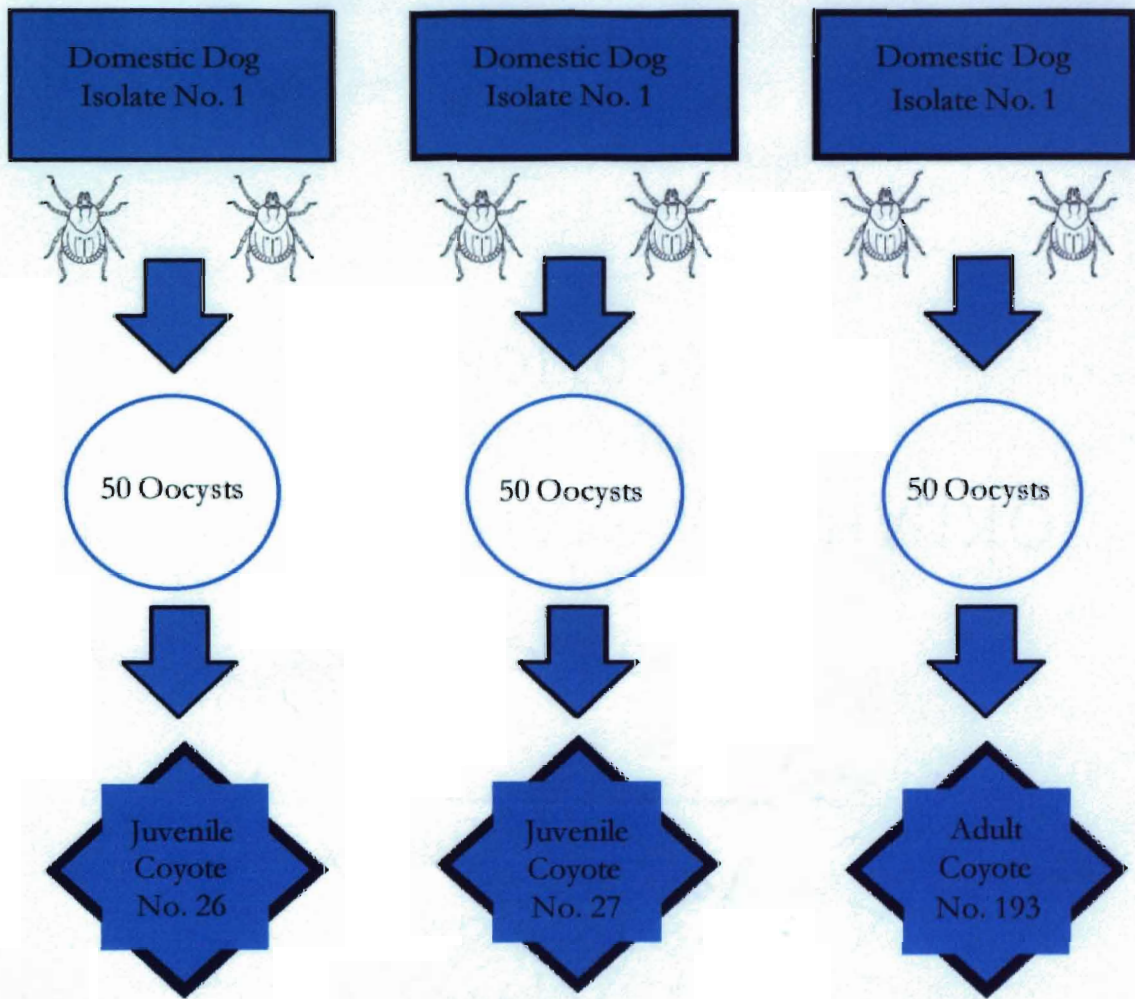 Domestic Dog
Isolate No. 1
Domestic Dog
Isolate No. 1
Domestic Dog
Isolate No. 1
50 Oocysts
50 Oocysts
50 Oocysts
Juvenile
Coyote
No. 26
Juvenile
Coyote
No. 27
Adult
Coyote
No. 193